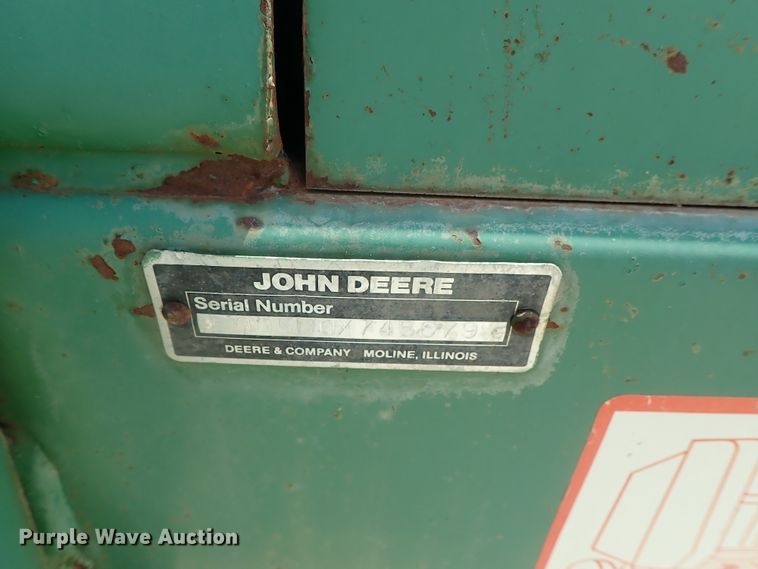 JOHN DEERE
Serial Number
DEERE & COMPANY MOLINE, ILLINOIS
Purple Wave Auction